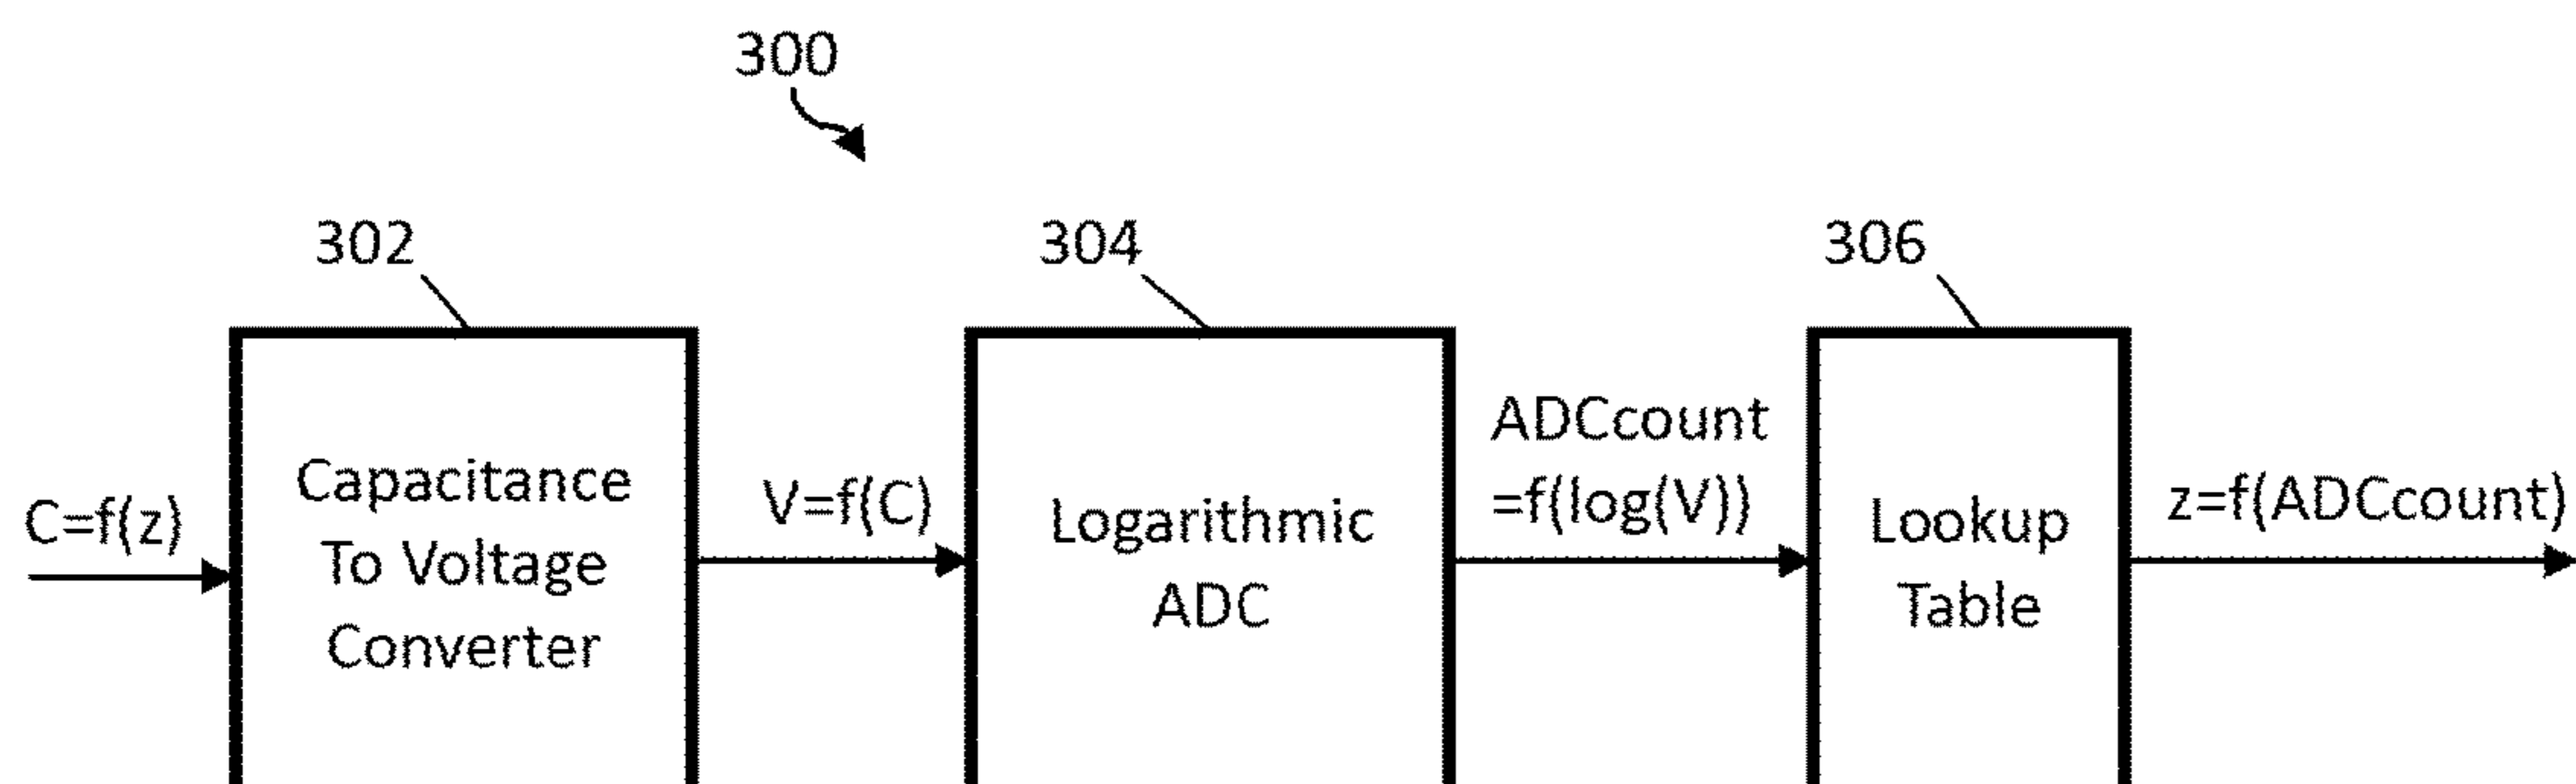 300
302
304
306
C=f(z)
Capacitance
To Voltage
Converter
V=f(C)
Logarithmic
ADC
ADCcount
=f(log(V))
Lookup
Table
z=f(ADCcount)